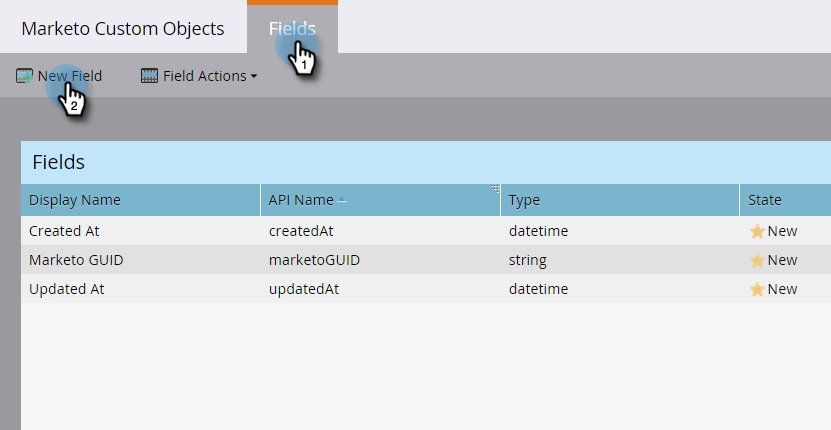 Marketo Custom Objects Fields
1
New Field Field Actions
2
Fields
Display Name API Name Type State
Created At createdAt datetime New
Marketo GUID marketoGUID string New
Updated At updatedAt datetime New